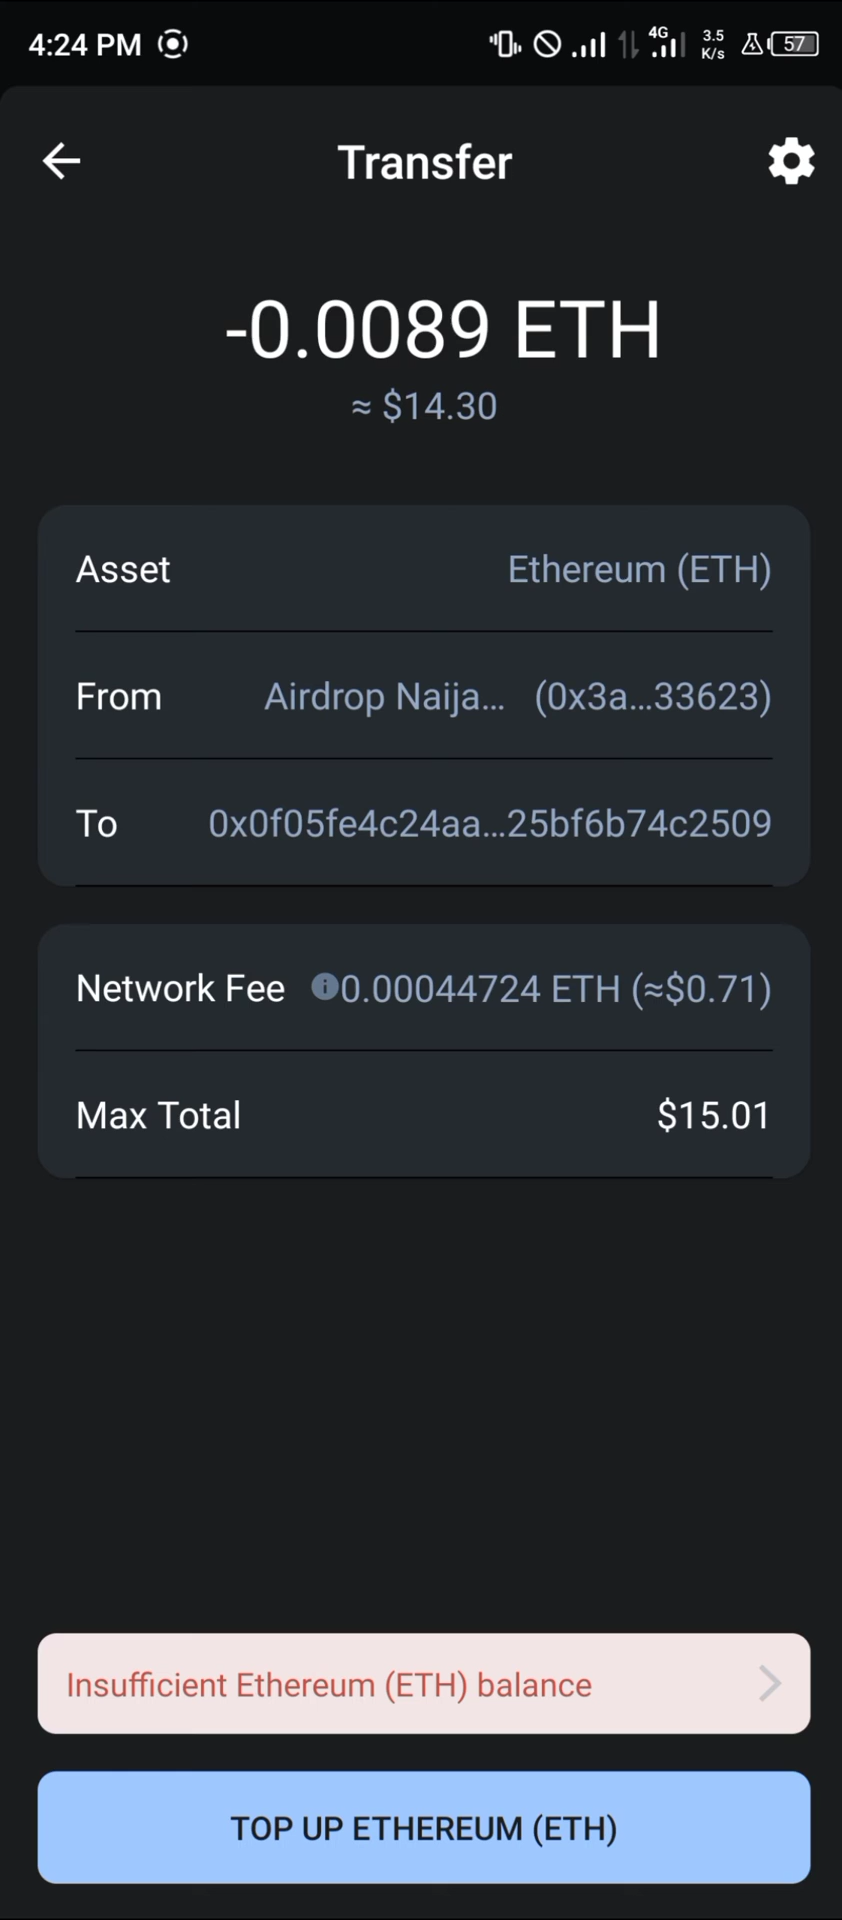 4:24 PM 4G 3.5 K/s 57
Transfer
-0.0089 ETH
≈ $14.30
Asset Ethereum (ETH)
From Airdrop Naija... (0x3a...33623)
To 0x0f05fe4c24aa...25bf6b74c2509
Network Fee 0.00044724 ETH (≈$0.71)
Max Total $15.01
Insufficient Ethereum (ETH) balance
TOP UP ETHEREUM (ETH)